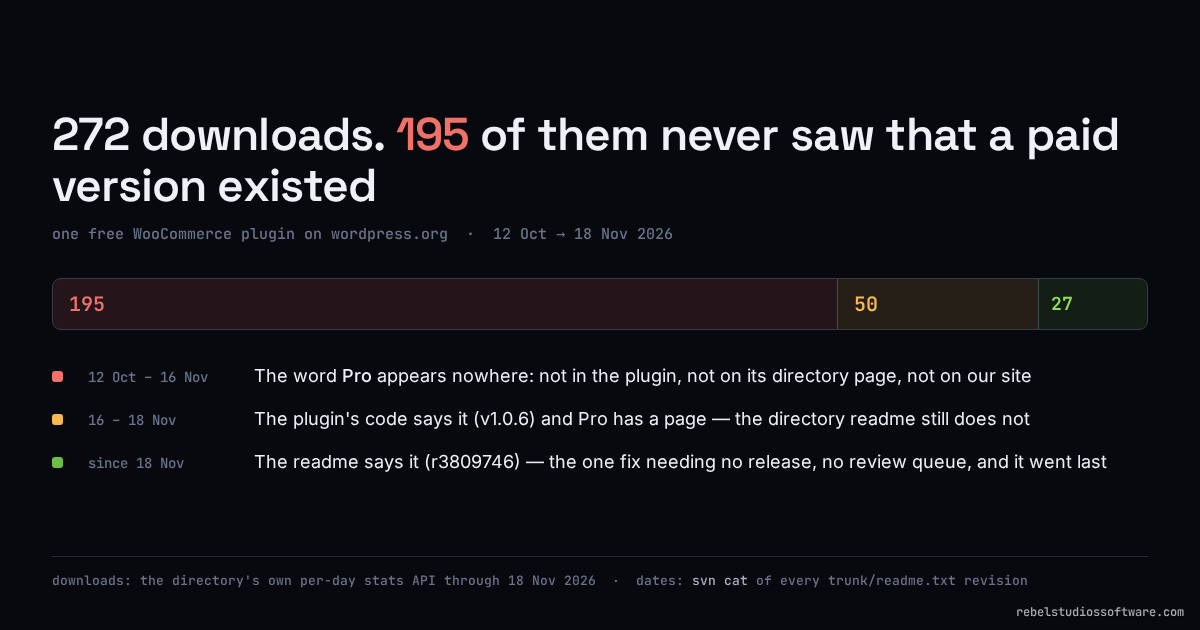 272 downloads. 195 of them never saw that a paid
version existed
one free WooCommerce plugin on wordpress.org · 12 Oct → 18 Nov 2026
195 50 27
12 Oct – 16 Nov The word Pro appears nowhere: not in the plugin, not on its directory page, not on our site
16 – 18 Nov The plugin's code says it (v1.0.6) and Pro has a page — the directory readme still does not
since 18 Nov The readme says it (r3809746) — the one fix needing no release, no review queue, and it went last
downloads: the directory's own per-day stats API through 18 Nov 2026 · dates: svn cat of every trunk/readme.txt revision
rebelstudiossoftware.com